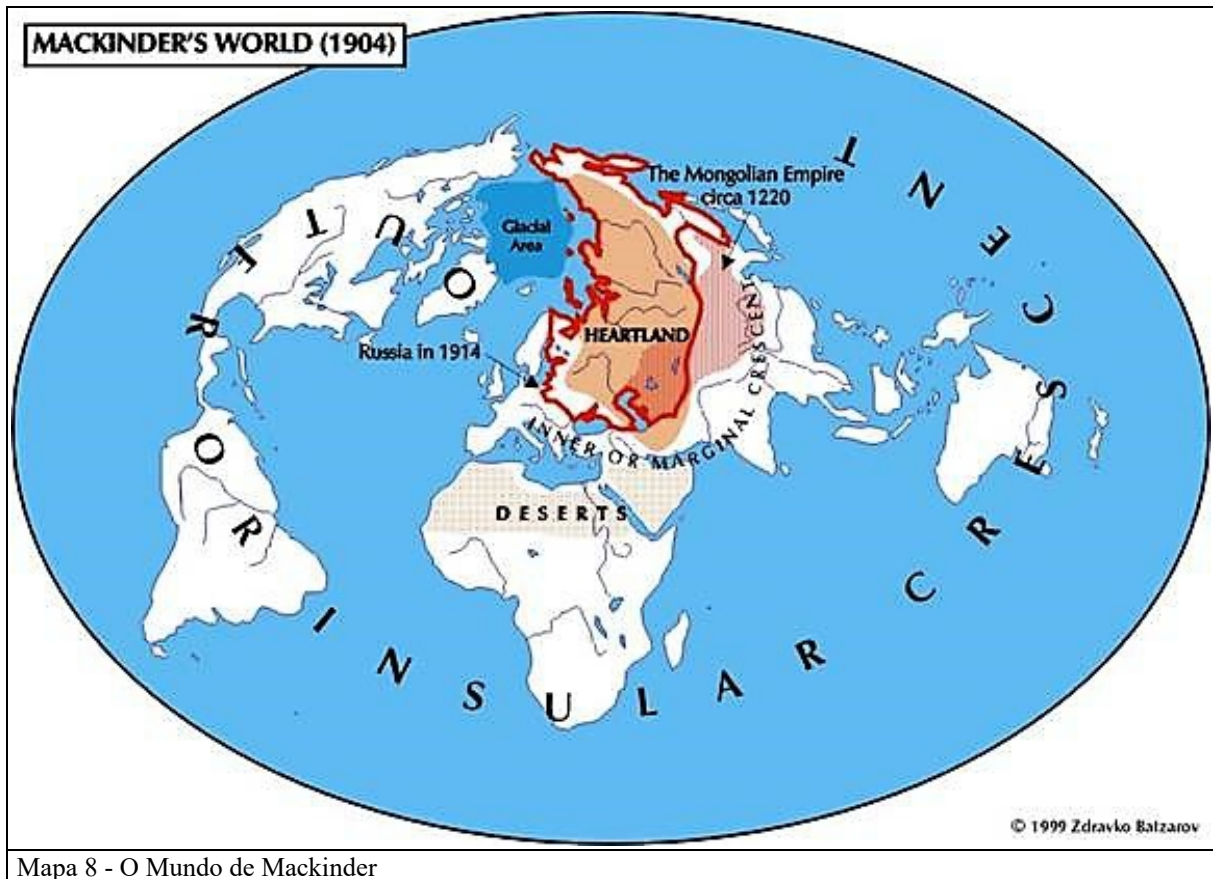 MACKINDER'S WORLD (1904)
The Mongolian Empire
circa 1220
Glacial
Area
HEARTLAND
Russia in 1914
INNER OR MARGINAL CRESCENT
DESERTS
OUTER OR INSULAR CRESCENT
© 1999 Zdravko Batzarov
Mapa 8 - O Mundo de Mackinder